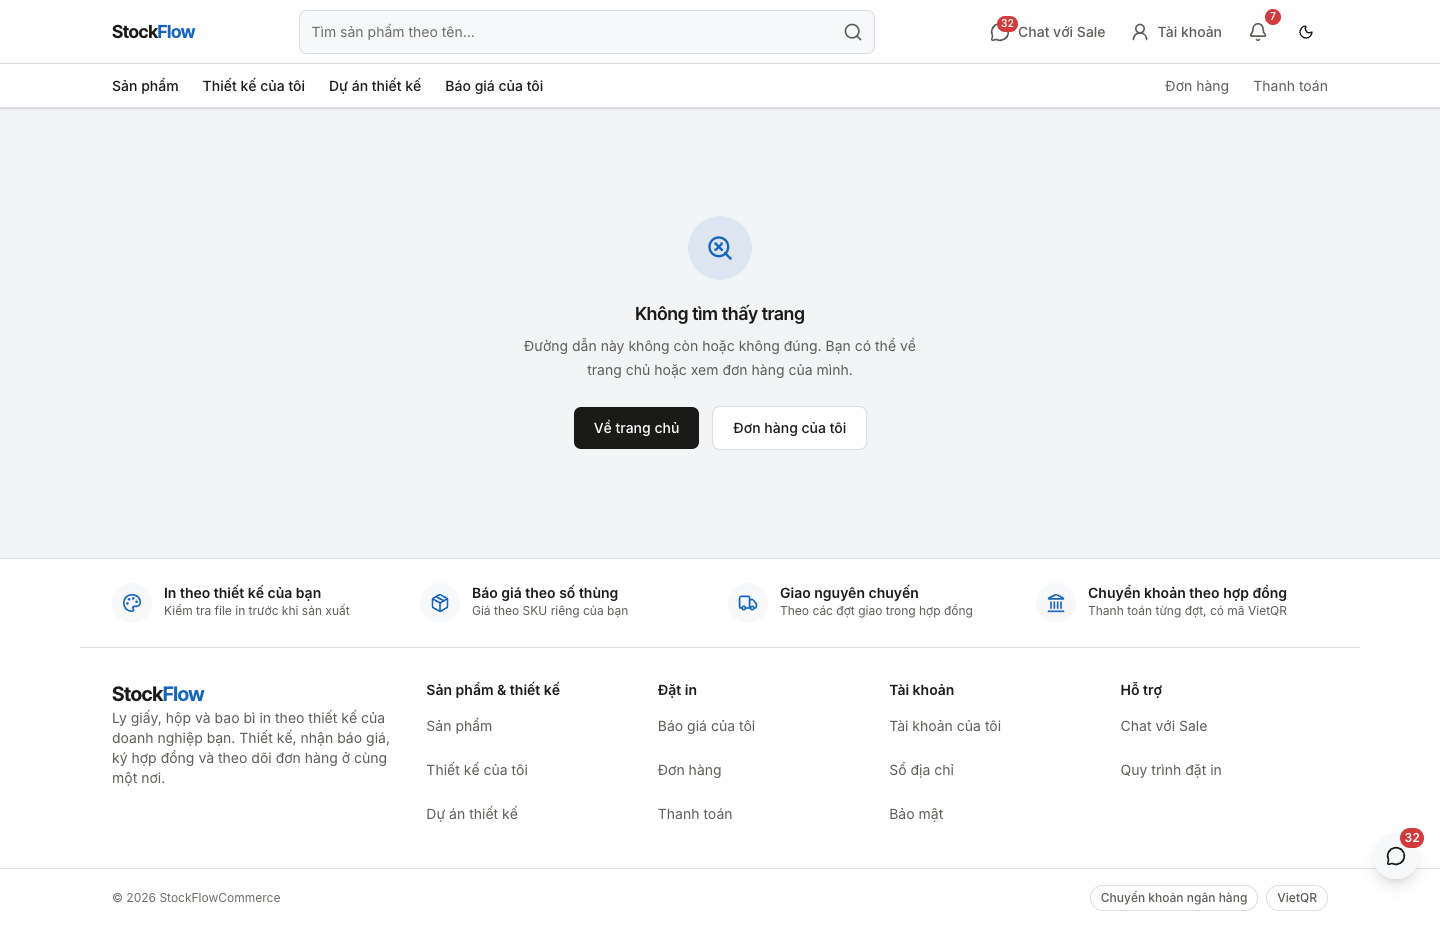 StockFlow
Tìm sản phẩm theo tên...
32
Chat với Sale
Tài khoản
7
Sản phẩm
Thiết kế của tôi
Dự án thiết kế
Báo giá của tôi
Đơn hàng
Thanh toán
Không tìm thấy trang
Đường dẫn này không còn hoặc không đúng. Bạn có thể về
trang chủ hoặc xem đơn hàng của mình.
Về trang chủ
Đơn hàng của tôi
In theo thiết kế của bạn
Kiểm tra file in trước khi sản xuất
Báo giá theo số thùng
Giá theo SKU riêng của bạn
Giao nguyên chuyến
Theo các đợt giao trong hợp đồng
Chuyển khoản theo hợp đồng
Thanh toán từng đợt, có mã VietQR
StockFlow
Ly giấy, hộp và bao bì in theo thiết kế của
doanh nghiệp bạn. Thiết kế, nhận báo giá,
ký hợp đồng và theo dõi đơn hàng ở cùng
một nơi.
Sản phẩm & thiết kế
Sản phẩm
Thiết kế của tôi
Dự án thiết kế
Đặt in
Báo giá của tôi
Đơn hàng
Thanh toán
Tài khoản
Tài khoản của tôi
Sổ địa chỉ
Bảo mật
Hỗ trợ
Chat với Sale
Quy trình đặt in
32
© 2026 StockFlowCommerce
Chuyển khoản ngân hàng
VietQR